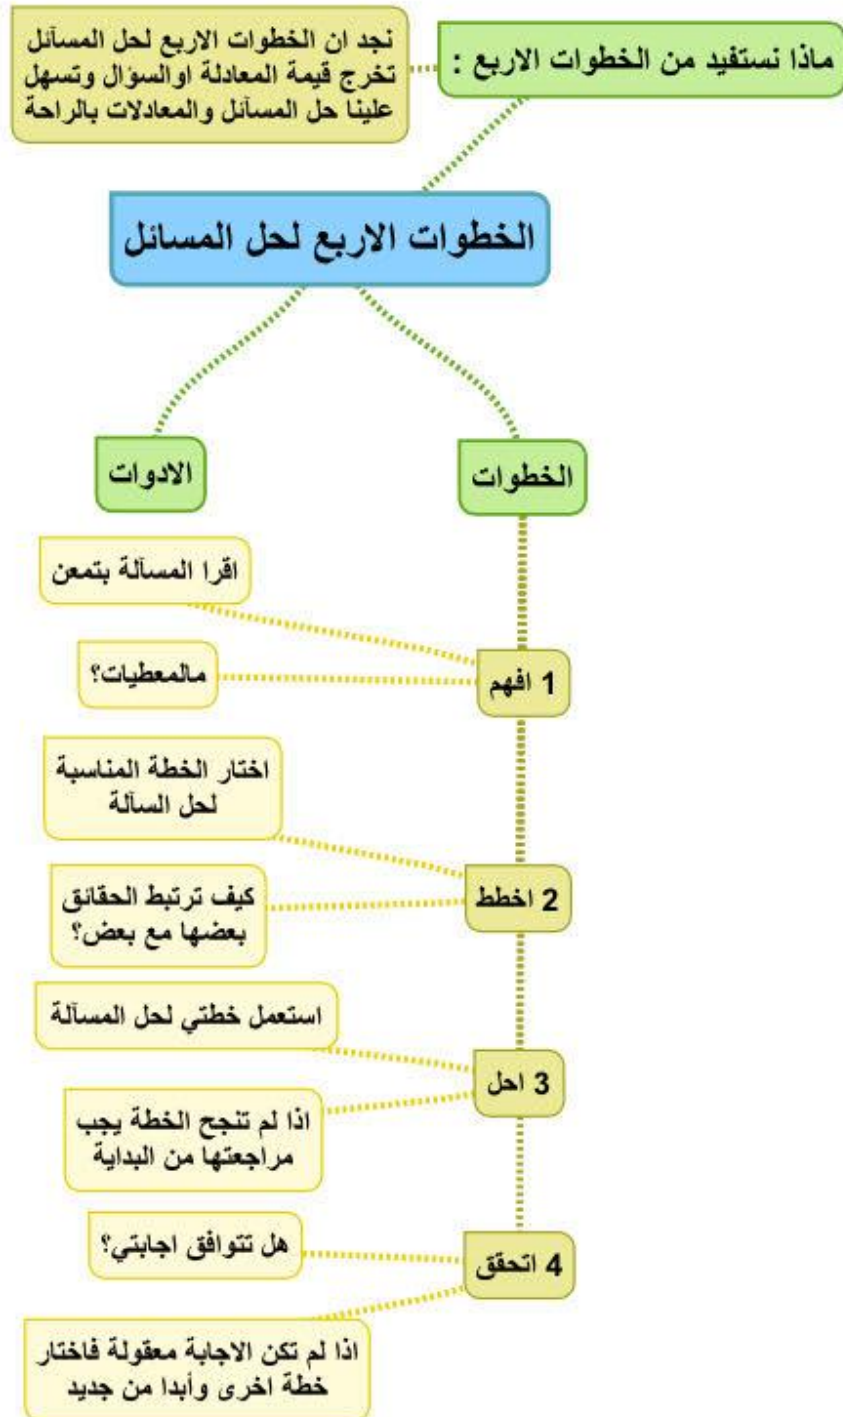 ماذا نستفيد من الخطوات الاربع :
نجد ان الخطوات الاربع لحل المسآئل
تخرج قيمة المعادلة اوالسؤال وتسهل
علينا حل المسآئل والمعادلات بالراحة
الخطوات الاربع لحل المسائل
الخطوات
الادوات
1 افهم
اقرا المسآلة بتمعن
مالمعطيات؟
2 اخطط
اختار الخطة المناسبة
لحل السآلة
كيف ترتبط الحقائق
بعضها مع بعض؟
3 احل
استعمل خطتي لحل المسآلة
اذا لم تنجح الخطة يجب
مراجعتها من البداية
4 اتحقق
هل تتوافق اجابتي؟
اذا لم تكن الاجابة معقولة فاختار
خطة اخرى وأبدا من جديد